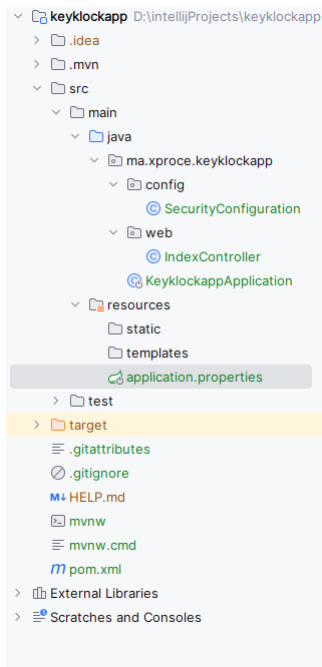 keyklockapp D:\intellijProjects\keyklockapp
.idea
.mvn
src
main
java
ma.xproce.keyklockapp
config
SecurityConfiguration
web
IndexController
KeyklockappApplication
resources
static
templates
application.properties
test
target
.gitattributes
.gitignore
M↓ HELP.md
mvnw
mvnw.cmd
m pom.xml
External Libraries
Scratches and Consoles